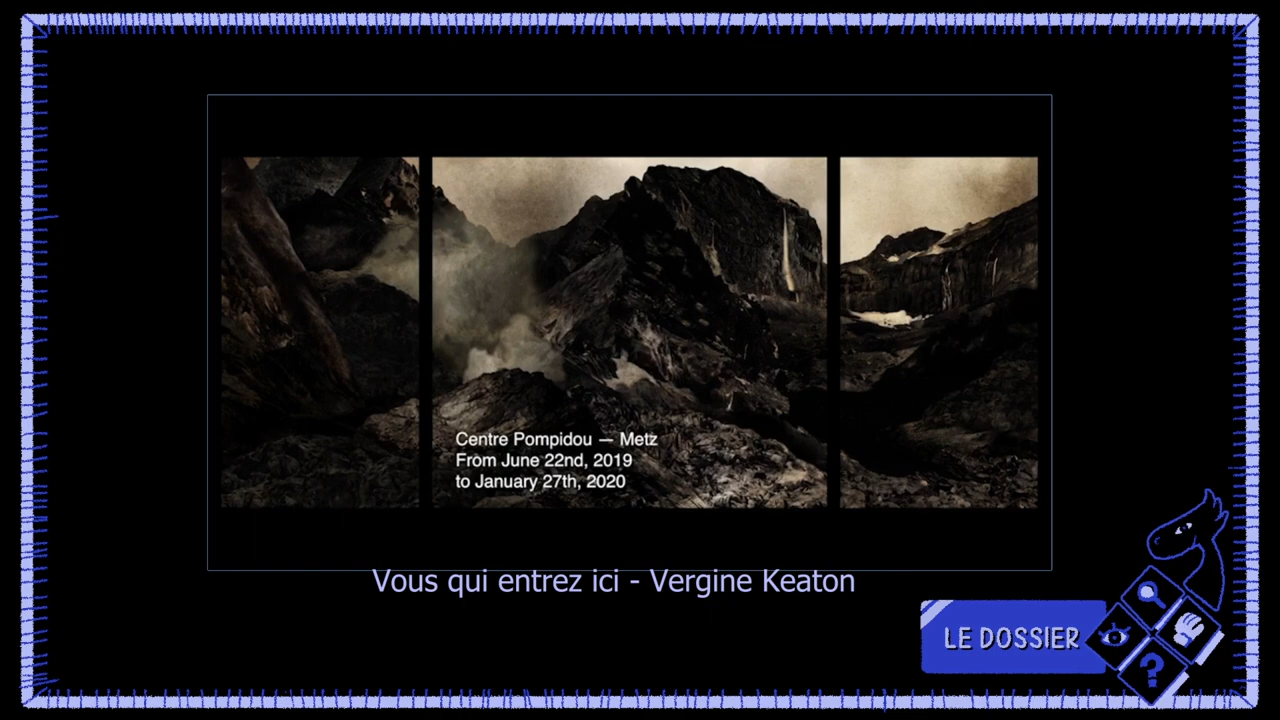 Centre Pompidou — Metz
From June 22nd, 2019
to January 27th, 2020
Vous qui entrez ici - Vergine Keaton
LE DOSSIER
?